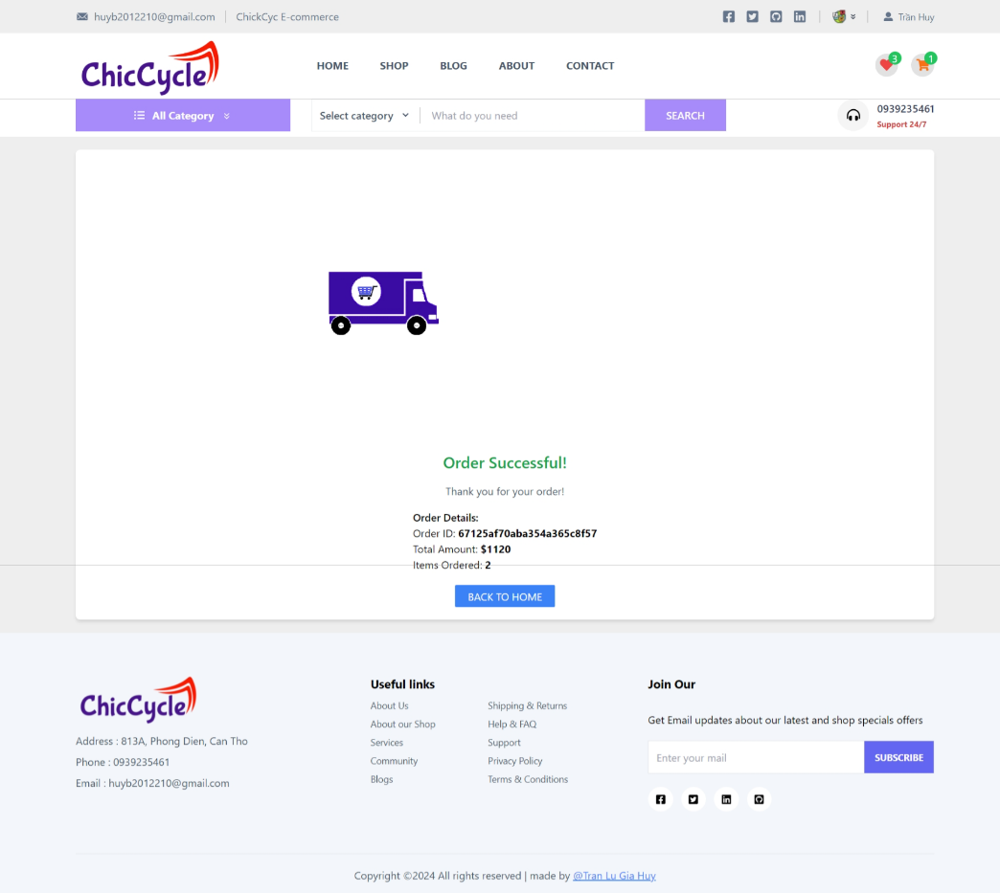 huyb2012210@gmail.com
ChickCyc E-commerce
Trần Huy
ChicCycle
HOME
SHOP
BLOG
ABOUT
CONTACT
3
1
All Category
Select category
What do you need
SEARCH
0939235461
Support 24/7
Order Successful!
Thank you for your order!
Order Details:
Order ID: 67125af70aba354a365c8f57
Total Amount: $1120
Items Ordered: 2
BACK TO HOME
ChicCycle
Address : 813A, Phong Dien, Can Tho
Phone : 0939235461
Email : huyb2012210@gmail.com
Useful links
About Us
About our Shop
Services
Community
Blogs
Shipping & Returns
Help & FAQ
Support
Privacy Policy
Terms & Conditions
Join Our
Get Email updates about our latest and shop specials offers
Enter your mail
SUBSCRIBE
Copyright ©2024 All rights reserved | made by @Tran Lu Gia Huy